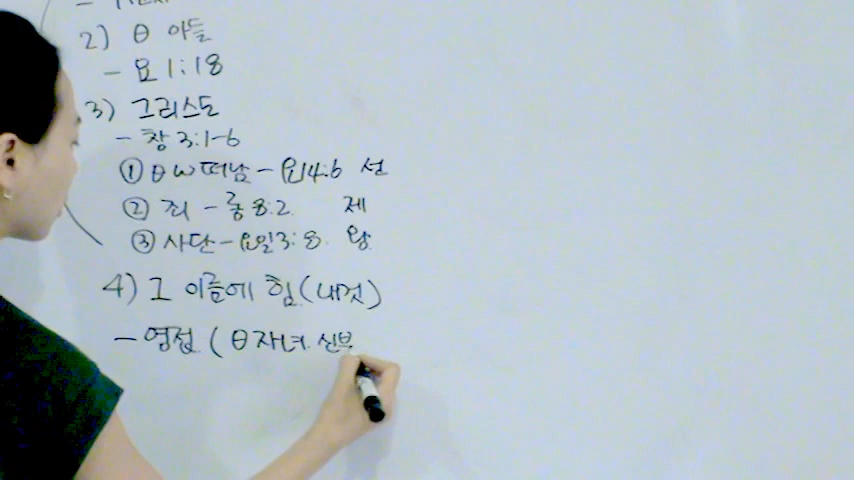 2) θ 아들
- 요 1:18
3) 그리스도
- 창 3:1-6
① θ w 떠남 - 요14:6 선
② 죄 - 롬 8:2 제
③ 사단 - 요일3:8 왕
4) 그 이름에 힘 (내것)
- 영접 ( θ 자녀. 신부